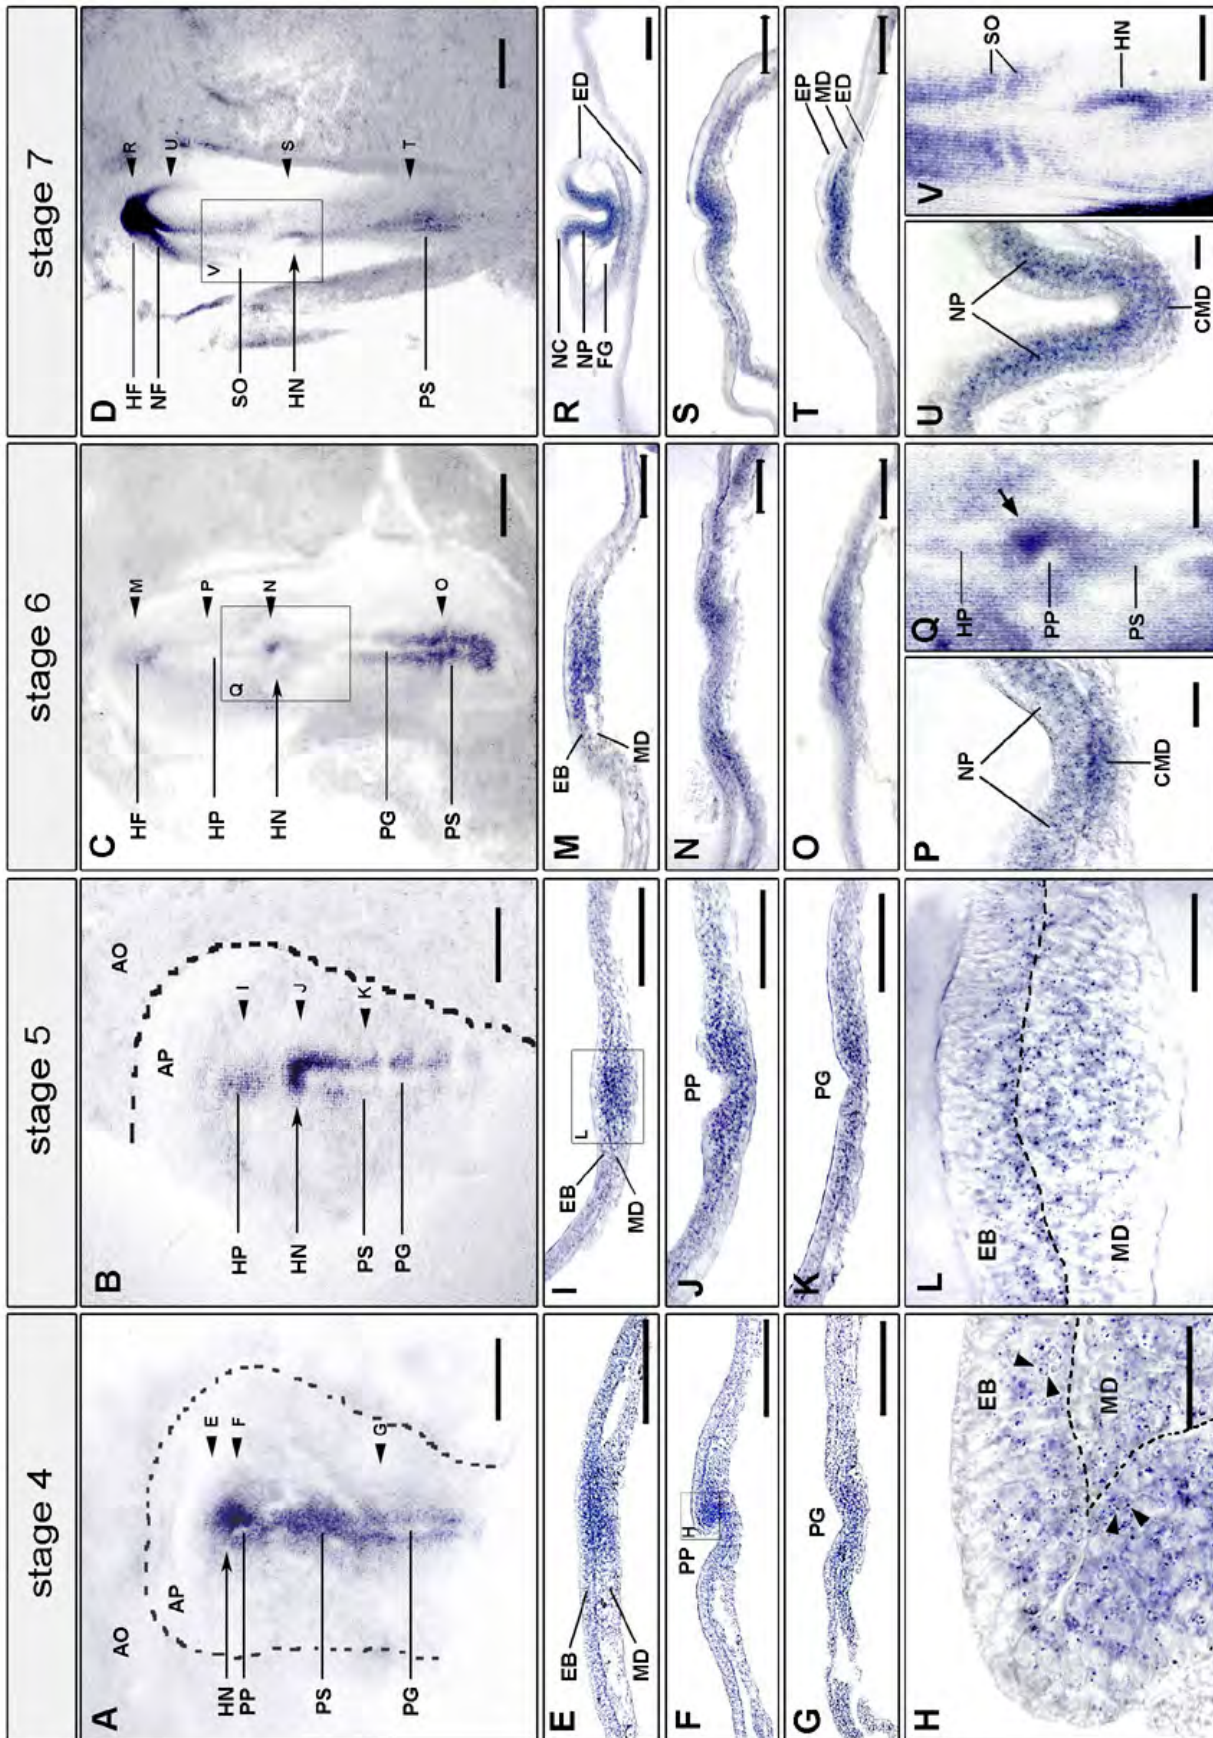 stage 4
stage 5
stage 6
stage 7
A
AO
AP
E
HN
F
PP
PS
G
PG
B
AO
AP
I
HP
HN
J
PS
K
PG
C
HF
M
HP
P
Q
HN
N
PG
PS
O
D
HF
R
NF
U
V
SO
HN
S
PS
T
E
EB
MD
I
L
EB
MD
M
EB
MD
R
NC
NP
FG
ED
F
PP
H
J
PP
N
S
G
PG
K
PG
O
T
EP
MD
ED
H
EB
MD
L
EB
MD
P
NP
CMD
Q
HP
PP
PS
U
NP
CMD
V
SO
HN